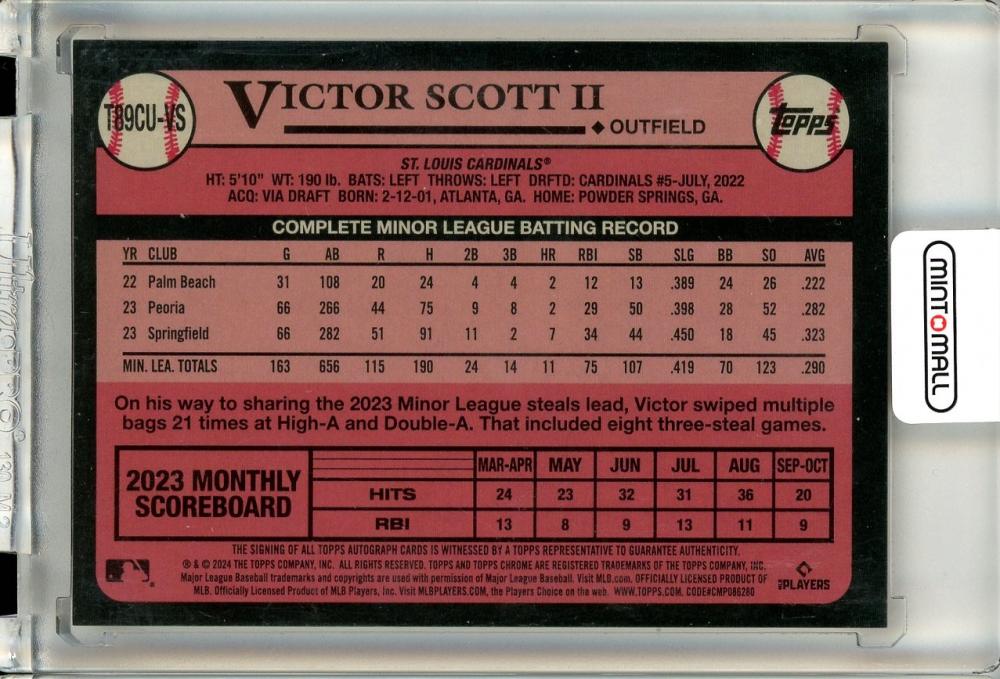 T89CU-VS
VICTOR SCOTT II
◆ OUTFIELD
topps
ST. LOUIS CARDINALS®
HT: 5'10" WT: 190 lb. BATS: LEFT THROWS: LEFT DRFTD: CARDINALS #5-JULY, 2022
ACQ: VIA DRAFT BORN: 2-12-01, ATLANTA, GA. HOME: POWDER SPRINGS, GA.
COMPLETE MINOR LEAGUE BATTING RECORD
YR CLUB G AB R H 2B 3B HR RBI SB SLG BB SO AVG
22 Palm Beach 31 108 20 24 4 4 2 12 13 .389 24 26 .222
23 Peoria 66 266 44 75 9 8 2 29 50 .398 28 52 .282
23 Springfield 66 282 51 91 11 2 7 34 44 .450 18 45 .323
MIN. LEA. TOTALS 163 656 115 190 24 14 11 75 107 .419 70 123 .290
On his way to sharing the 2023 Minor League steals lead, Victor swiped multiple
bags 21 times at High-A and Double-A. That included eight three-steal games.
2023 MONTHLY
SCOREBOARD
MAR-APR MAY JUN JUL AUG SEP-OCT
HITS 24 23 32 31 36 20
RBI 13 8 9 13 11 9
THE SIGNING OF ALL TOPPS AUTOGRAPH CARDS IS WITNESSED BY A TOPPS REPRESENTATIVE TO GUARANTEE AUTHENTICITY.
® & © 2024 THE TOPPS COMPANY, INC. ALL RIGHTS RESERVED. TOPPS AND TOPPS CHROME ARE REGISTERED TRADEMARKS OF THE TOPPS COMPANY, INC.
Major League Baseball trademarks and copyrights are used with permission of Major League Baseball. Visit MLB.com. OFFICIALLY LICENSED PRODUCT OF
MLB. Officially Licensed Product of MLB Players, Inc. Visit MLBPLAYERS.COM, the Players Choice on the web. WWW.TOPPS.COM. CODE#CMP086280
MLB PLAYERS
MINT MALL